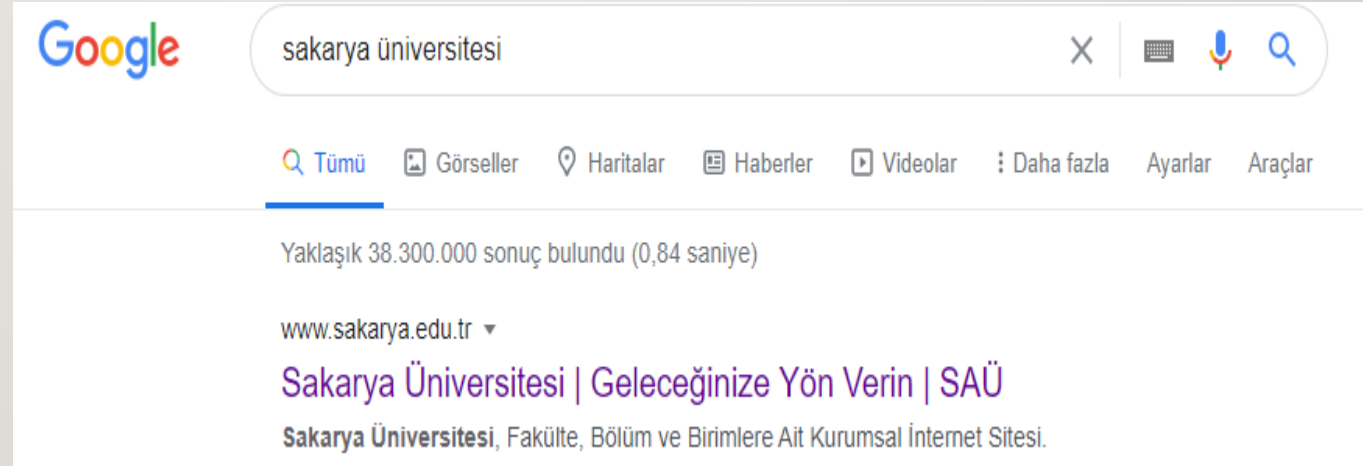 Google sakarya üniversitesi
Tümü Görseller Haritalar Haberler Videolar Daha fazla Ayarlar Araçlar
Yaklaşık 38.300.000 sonuç bulundu (0,84 saniye)
www.sakarya.edu.tr
Sakarya Üniversitesi | Geleceğinize Yön Verin | SAÜ
Sakarya Üniversitesi, Fakülte, Bölüm ve Birimlere Ait Kurumsal İnternet Sitesi.